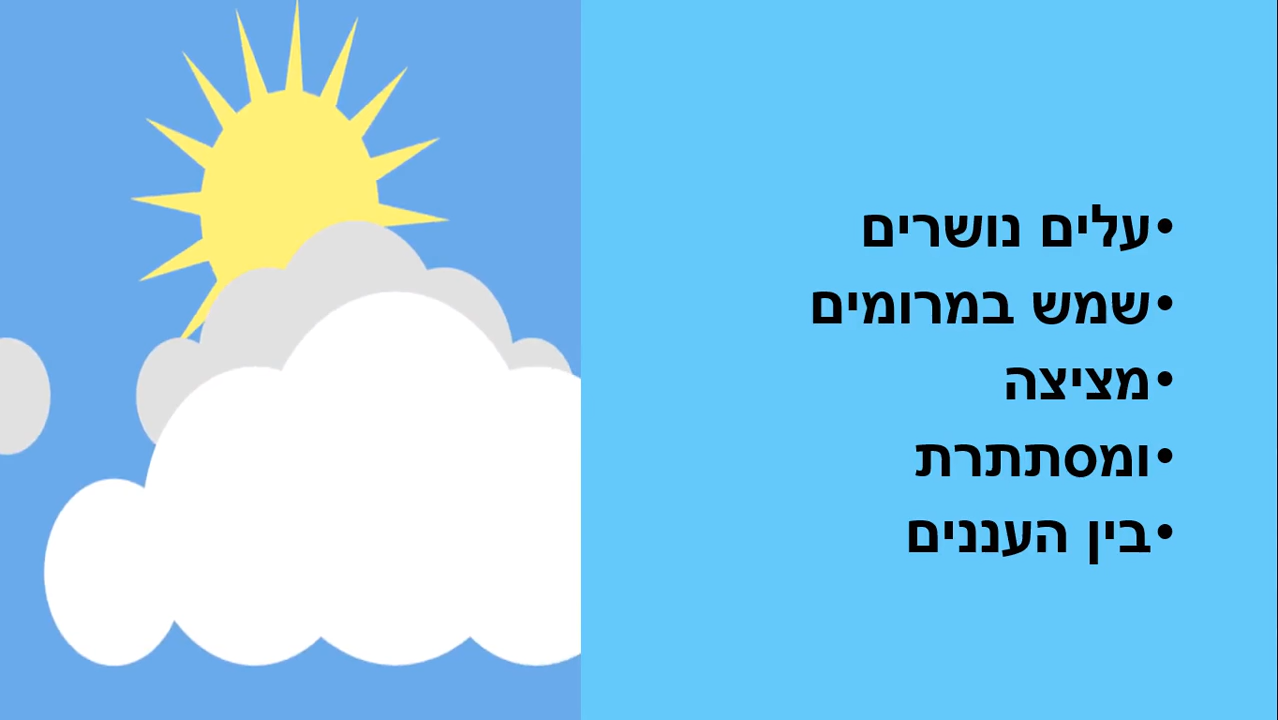 •עלים נושרים
•שמש במרומים
•מציצה
•ומסתתרת
•בין העננים